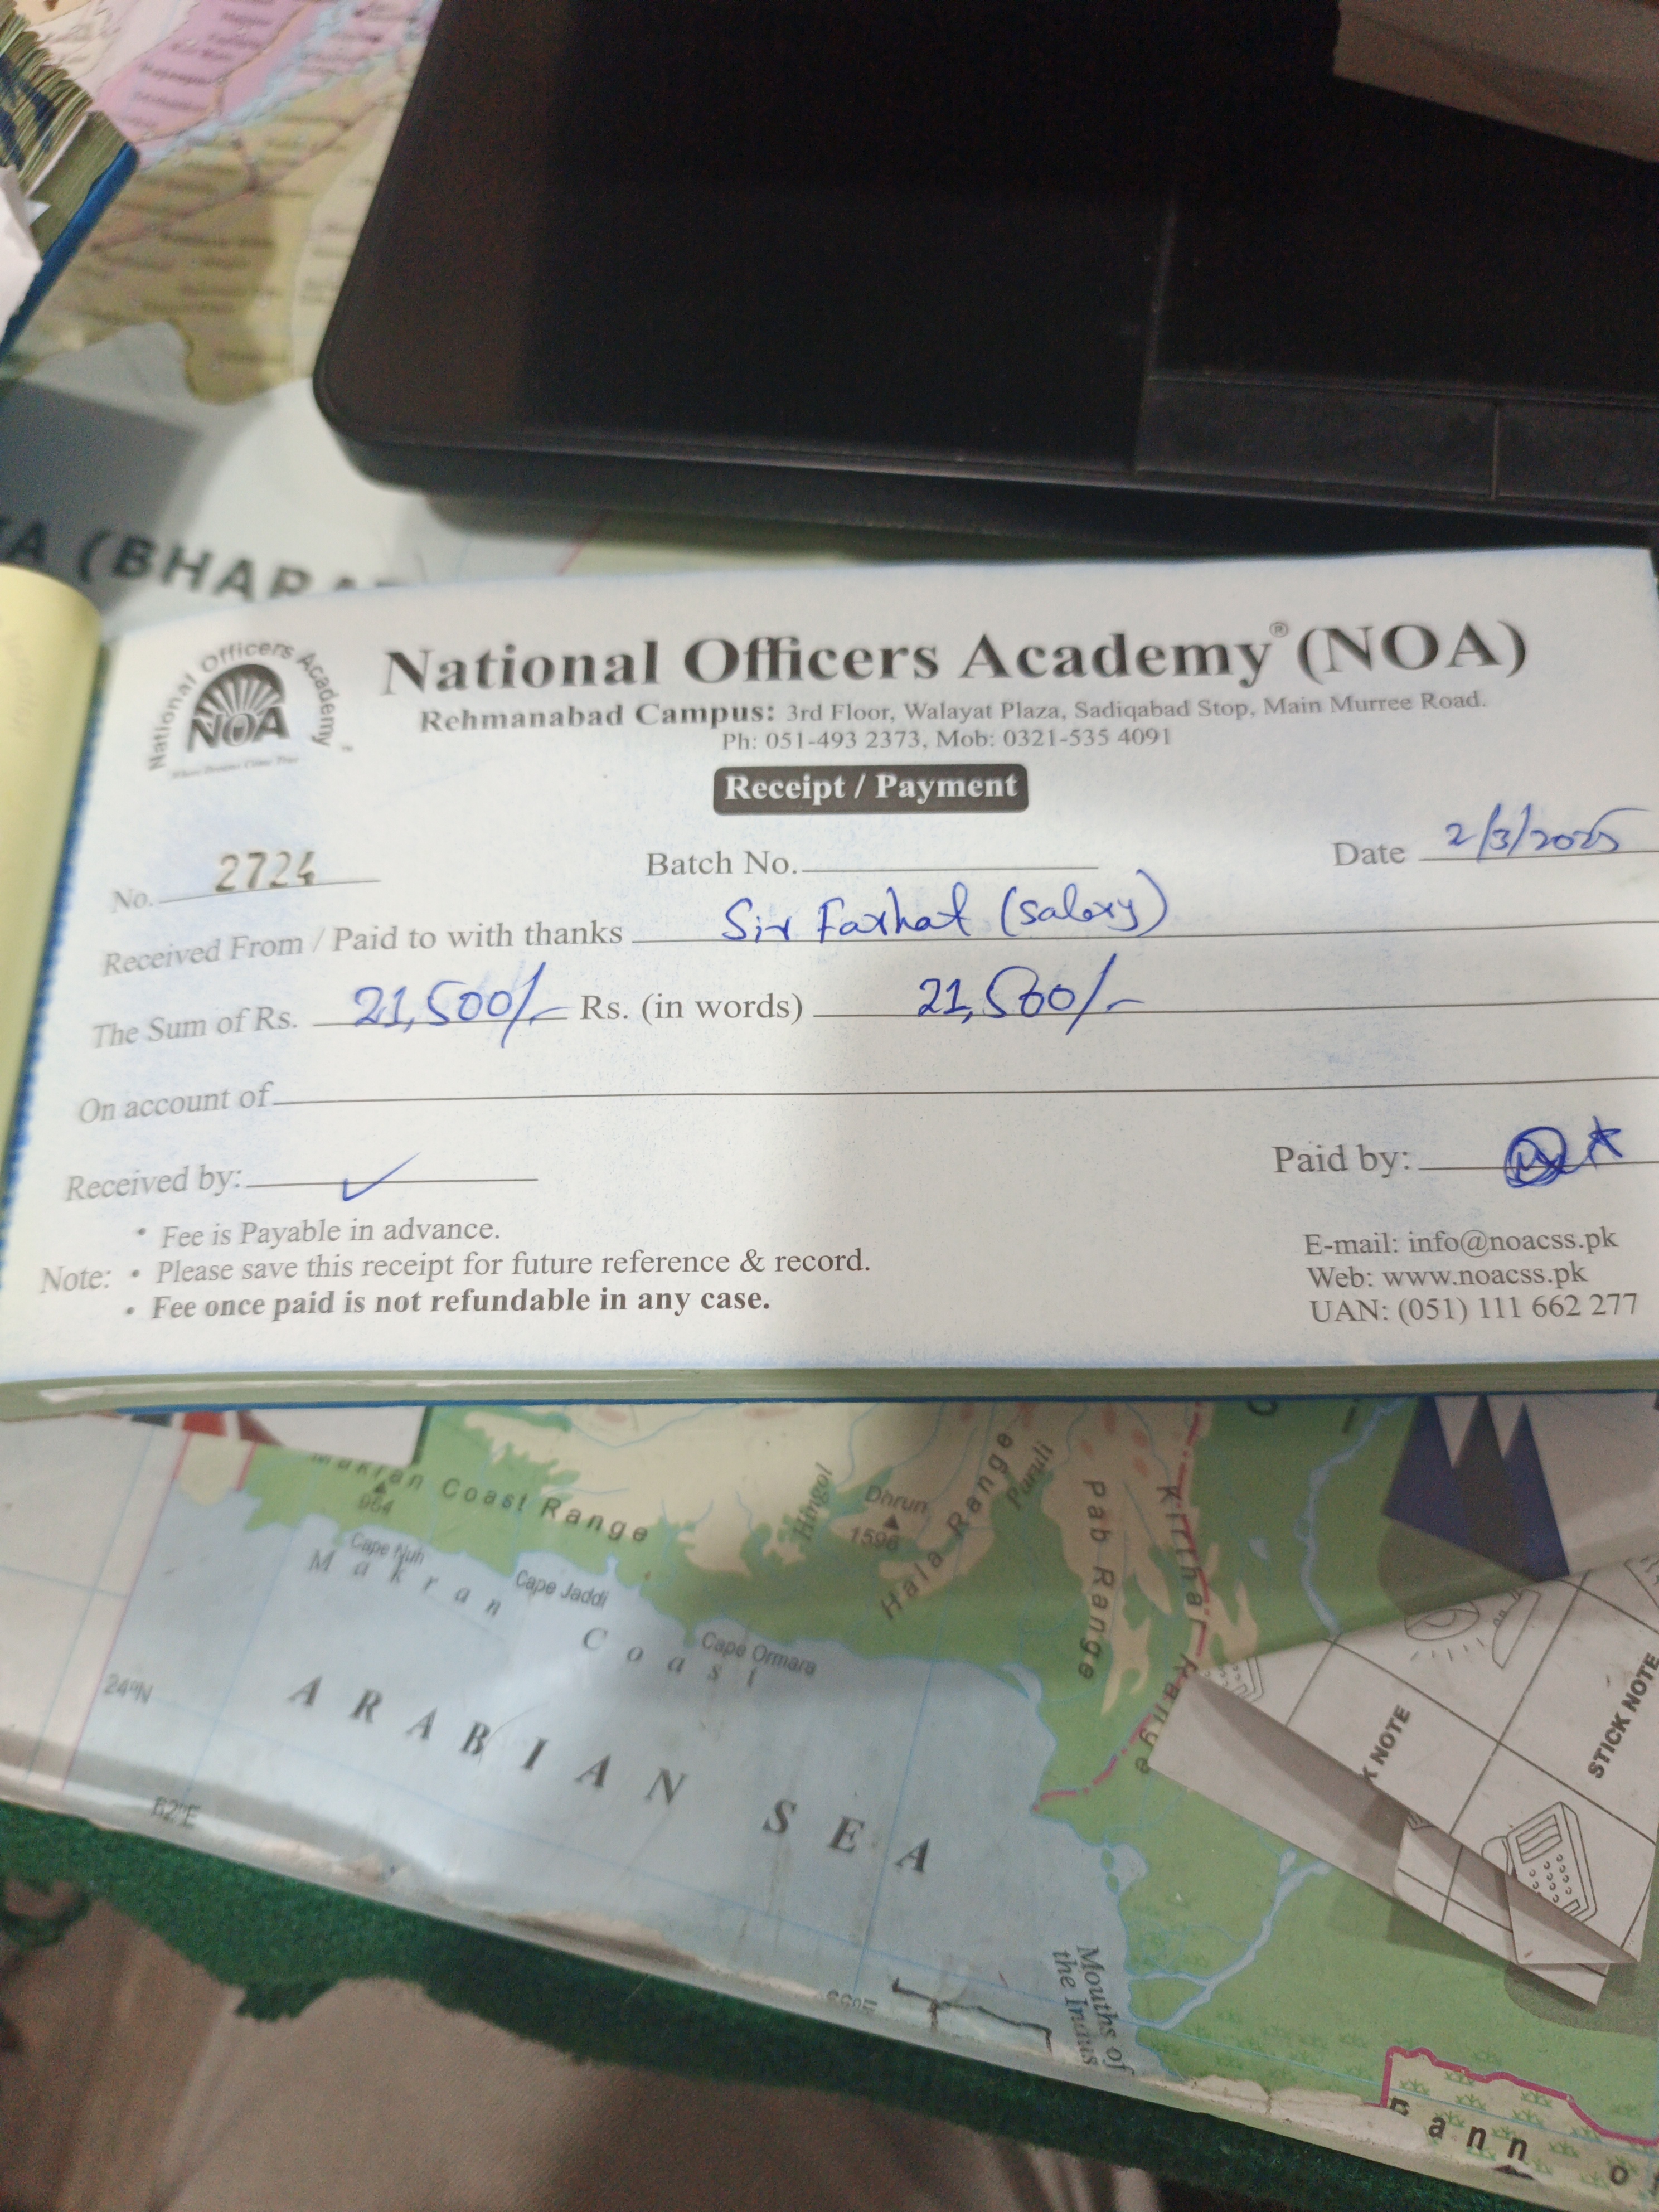 A (BHARA
National Officers Academy
NOA
National Officers Academy® (NOA)
Rehmanabad Campus: 3rd Floor, Walayat Plaza, Sadiqabad Stop, Main Murree Road.
Ph: 051-493 2373, Mob: 0321-535 4091
Receipt / Payment
No. 2724 Batch No. Date 2/3/2025
Received From / Paid to with thanks Sir Farhat (salary)
The Sum of Rs. 21,500/- Rs. (in words) 21,500/-
On account of
Received by: Paid by:
• Fee is Payable in advance.
Note: • Please save this receipt for future reference & record.
• Fee once paid is not refundable in any case.
E-mail: info@noacss.pk
Web: www.noacss.pk
UAN: (051) 111 662 277
Makran Coast Range
964
Hingol
Dhrun
1596
Hala Range
Purali
Pab Range
Kirthar Range
Cape Nuh
Cape Jaddi
Cape Ormara
Makran Coast
24°N
ARABIAN SEA
62°E
Mouths of
the Indus
K NOTE
STICK NOTE